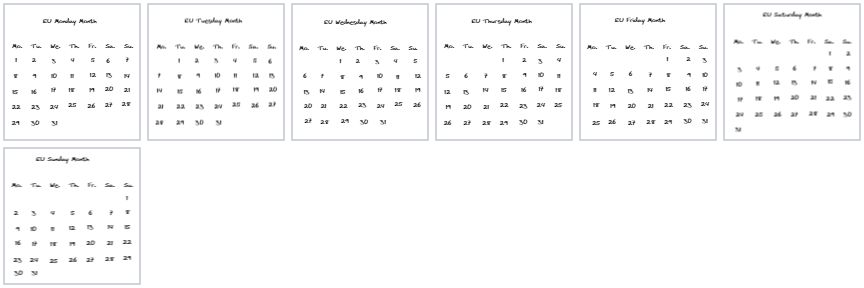 EU Monday Month
Mo. Tu. We. Th. Fr. Sa. Su.
1 2 3 4 5 6 7
8 9 10 11 12 13 14
15 16 17 18 19 20 21
22 23 24 25 26 27 28
29 30 31
EU Tuesday Month
Mo. Tu. We. Th. Fr. Sa. Su.
1 2 3 4 5 6
7 8 9 10 11 12 13
14 15 16 17 18 19 20
21 22 23 24 25 26 27
28 29 30 31
EU Wednesday Month
Mo. Tu. We. Th. Fr. Sa. Su.
1 2 3 4 5
6 7 8 9 10 11 12
13 14 15 16 17 18 19
20 21 22 23 24 25 26
27 28 29 30 31
EU Thursday Month
Mo. Tu. We. Th. Fr. Sa. Su.
1 2 3 4
5 6 7 8 9 10 11
12 13 14 15 16 17 18
19 20 21 22 23 24 25
26 27 28 29 30 31
EU Friday Month
Mo. Tu. We. Th. Fr. Sa. Su.
1 2 3
4 5 6 7 8 9 10
11 12 13 14 15 16 17
18 19 20 21 22 23 24
25 26 27 28 29 30 31
EU Saturday Month
Mo. Tu. We. Th. Fr. Sa. Su.
1 2
3 4 5 6 7 8 9
10 11 12 13 14 15 16
17 18 19 20 21 22 23
24 25 26 27 28 29 30
31
EU Sunday Month
Mo. Tu. We. Th. Fr. Sa. Su.
1
2 3 4 5 6 7 8
9 10 11 12 13 14 15
16 17 18 19 20 21 22
23 24 25 26 27 28 29
30 31